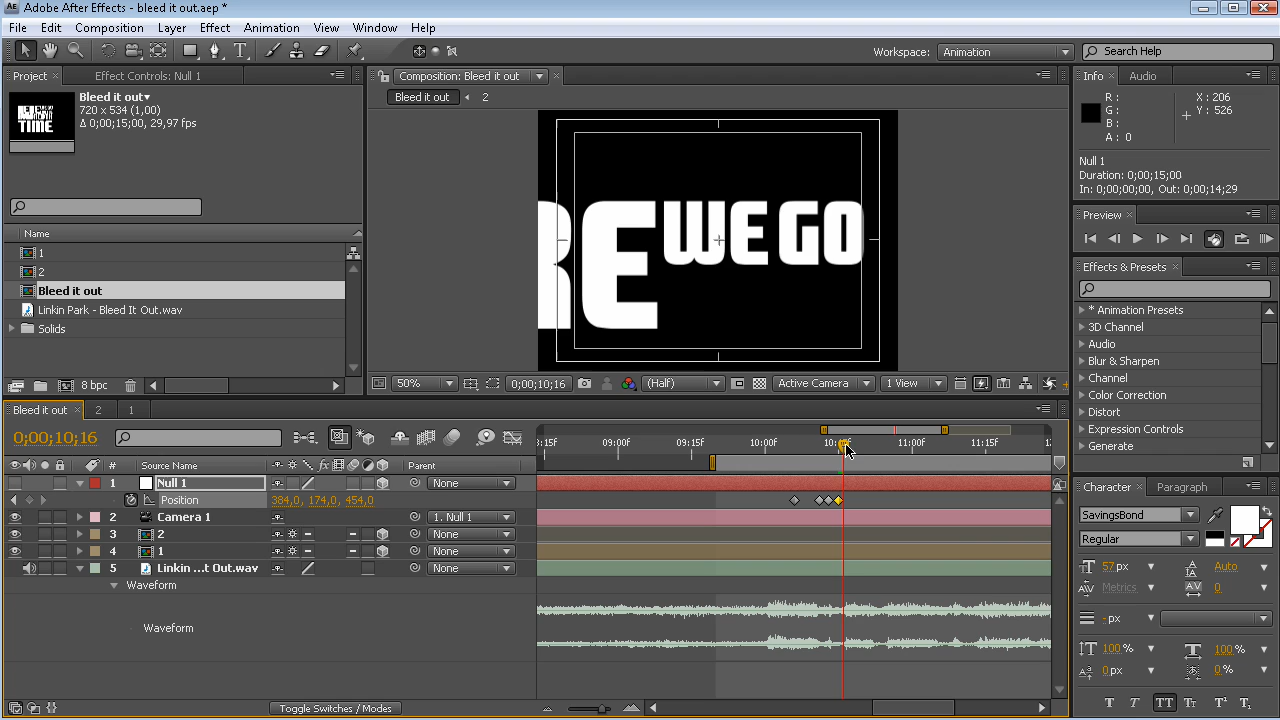 Adobe After Effects - bleed it out.aep *
File Edit Composition Layer Effect Animation View Window Help
Workspace: Animation Search Help
Project Effect Controls: Null 1
Bleed it out
720 x 534 (1,00)
Δ 0;00;15;00, 29,97 fps
Name
1
2
Bleed it out
Linkin Park - Bleed It Out.wav
Solids
8 bpc
Composition: Bleed it out
Bleed it out 2
RE WE GO
50% 0;00;10;16 (Half) Active Camera 1 View
Info Audio
R :
G :
B :
A : 0
X : 206
Y : 526
Null 1
Duration: 0;00;15;00
In: 0;00;00;00, Out: 0;00;14;29
Preview
Effects & Presets
* Animation Presets
3D Channel
Audio
Blur & Sharpen
Channel
Color Correction
Distort
Expression Controls
Generate
Character Paragraph
SavingsBond
Regular
57 px Auto
Metrics 0
- px
100 % 100 %
0 px 0 %
T T TT Tt T¹ T₁
Bleed it out 2 1
0;00;10;16
:15f 09:00f 09:15f 10:00f 11:00f 11:15f
# Source Name Parent
1 Null 1 None
Position 384,0, 174,0, 454,0
2 Camera 1 1. Null 1
3 2 None
4 1 None
5 Linkin ...t Out.wav None
Waveform
Waveform
Toggle Switches / Modes